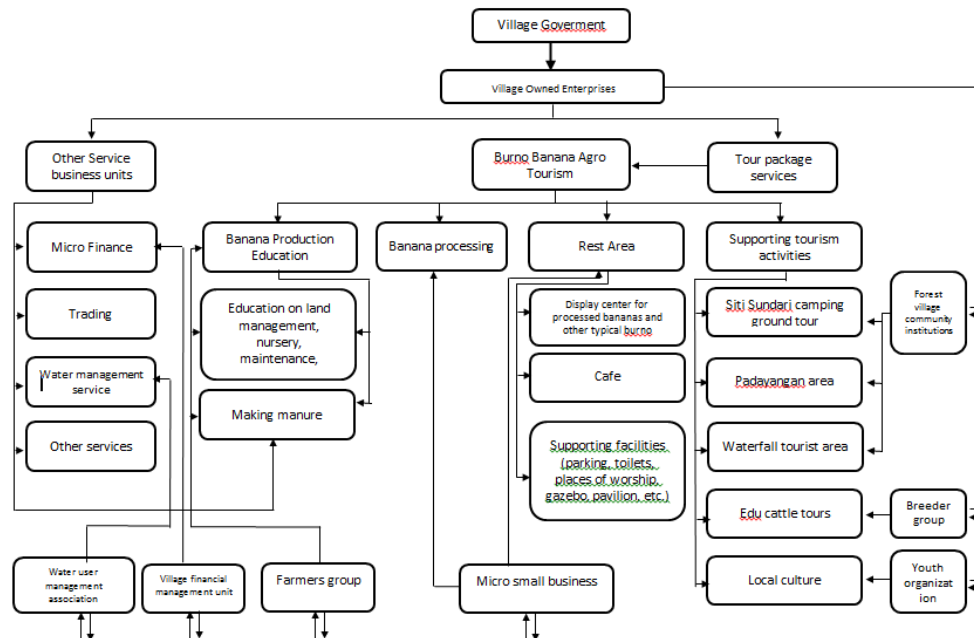 Village Goverment
Village Owned Enterprises
Other Service
business units
Burno Banana Agro
Tourism
Tour package
services
Micro Finance
Banana Production
Education
Banana processing
Rest Area
Supporting tourism
activities
Trading
Education on land
management,
nursery,
maintenance,
Display center for
processed bananas and
other typical burno
Siti Sundari camping
ground tour
Forest
village
community
institutions
Water management
service
Making manure
Cafe
Padayangan area
Other services
Supporting facilities
(parking, toilets,
places of worship,
gazebo, pavilion, etc.)
Waterfall tourist area
Edu cattle tours
Breeder
group
Water user
management
association
Village financial
management unit
Farmers group
Micro small business
Local culture
Youth
organizat
ion